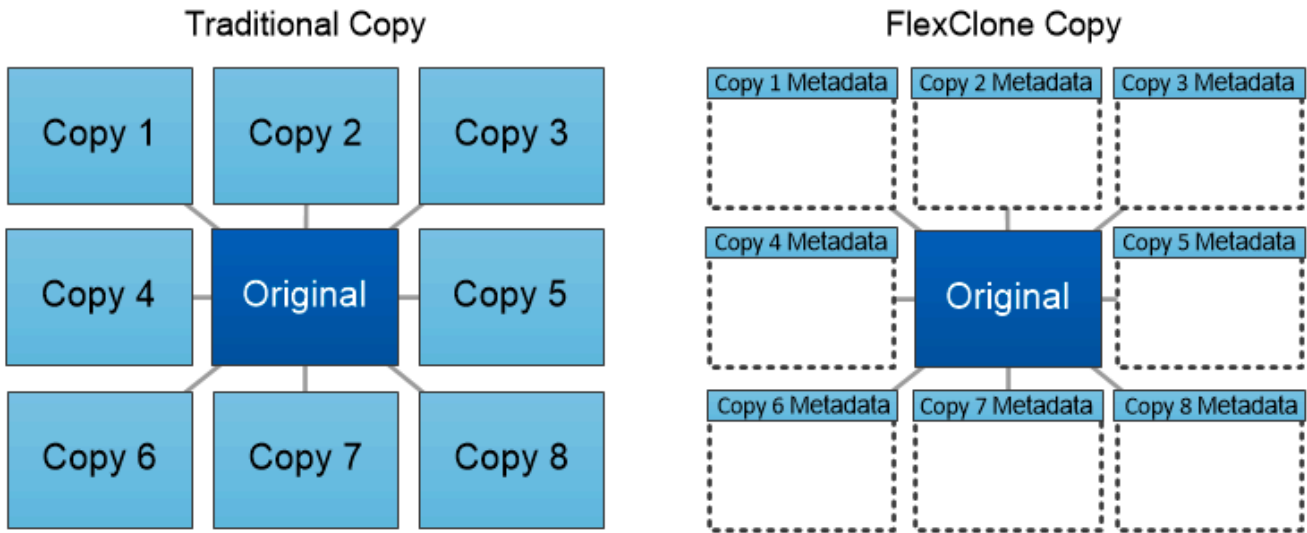 Traditional Copy
Copy 1
Copy 2
Copy 3
Copy 4
Original
Copy 5
Copy 6
Copy 7
Copy 8
FlexClone Copy
Copy 1 Metadata
Copy 2 Metadata
Copy 3 Metadata
Copy 4 Metadata
Original
Copy 5 Metadata
Copy 6 Metadata
Copy 7 Metadata
Copy 8 Metadata